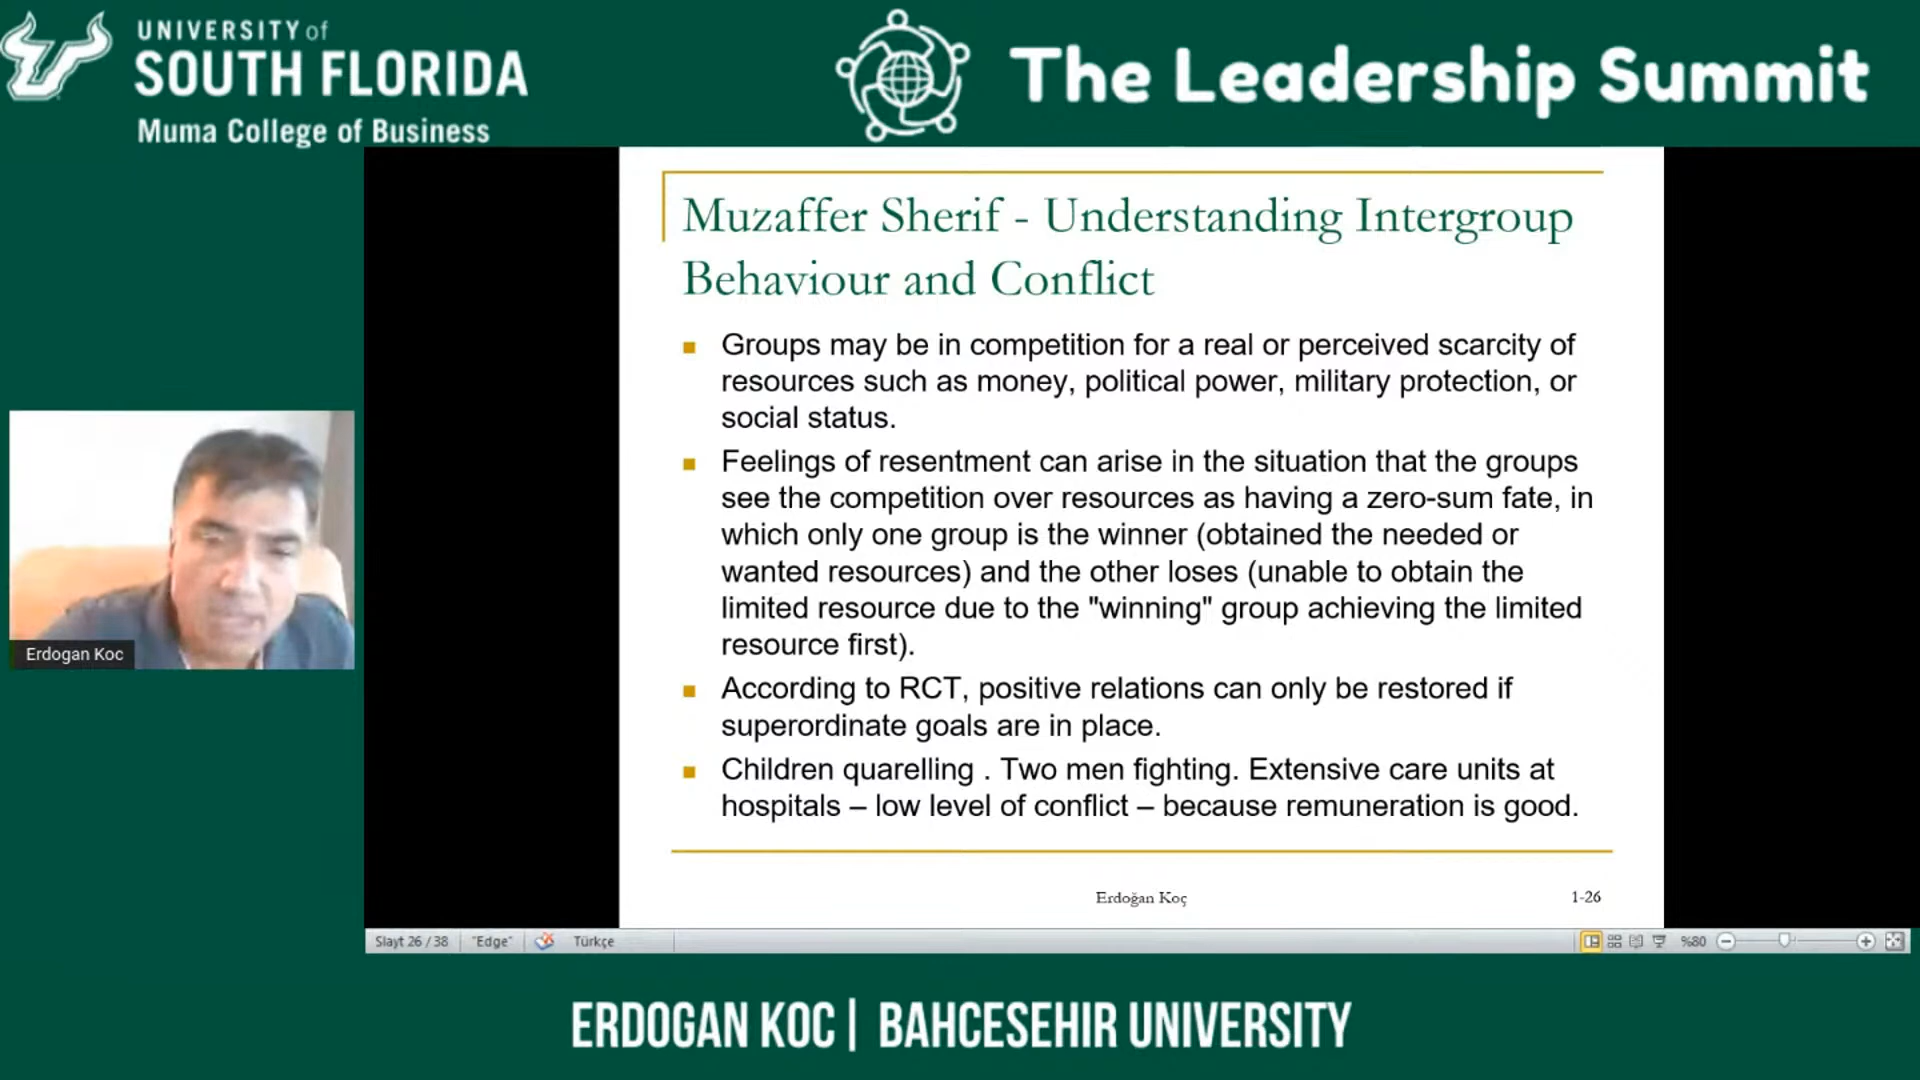 UNIVERSITY of
SOUTH FLORIDA
Muma College of Business
The Leadership Summit
Muzaffer Sherif - Understanding Intergroup
Behaviour and Conflict
Groups may be in competition for a real or perceived scarcity of
resources such as money, political power, military protection, or
social status.
Feelings of resentment can arise in the situation that the groups
see the competition over resources as having a zero-sum fate, in
which only one group is the winner (obtained the needed or
wanted resources) and the other loses (unable to obtain the
limited resource due to the "winning" group achieving the limited
resource first).
According to RCT, positive relations can only be restored if
superordinate goals are in place.
Children quarelling . Two men fighting. Extensive care units at
hospitals – low level of conflict – because remuneration is good.
Erdoğan Koç
1-26
Erdogan Koc
Slayt 26 / 38
"Edge"
Türkçe
%80
ERDOGAN KOC | BAHCESEHIR UNIVERSITY